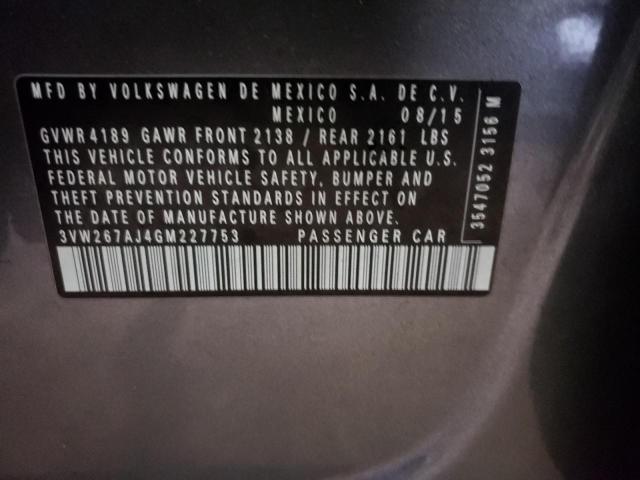 MFD BY VOLKSWAGEN DE MEXICO S.A. DE C.V.
MEXICO 08/15
GVWR 4189 GAWR FRONT 2138 / REAR 2161 LBS
THIS VEHICLE CONFORMS TO ALL APPLICABLE U.S.
FEDERAL MOTOR VEHICLE SAFETY, BUMPER AND
THEFT PREVENTION STANDARDS IN EFFECT ON
THE DATE OF MANUFACTURE SHOWN ABOVE.
3VW267AJ4GM227753 PASSENGER CAR
3547052 3156 M